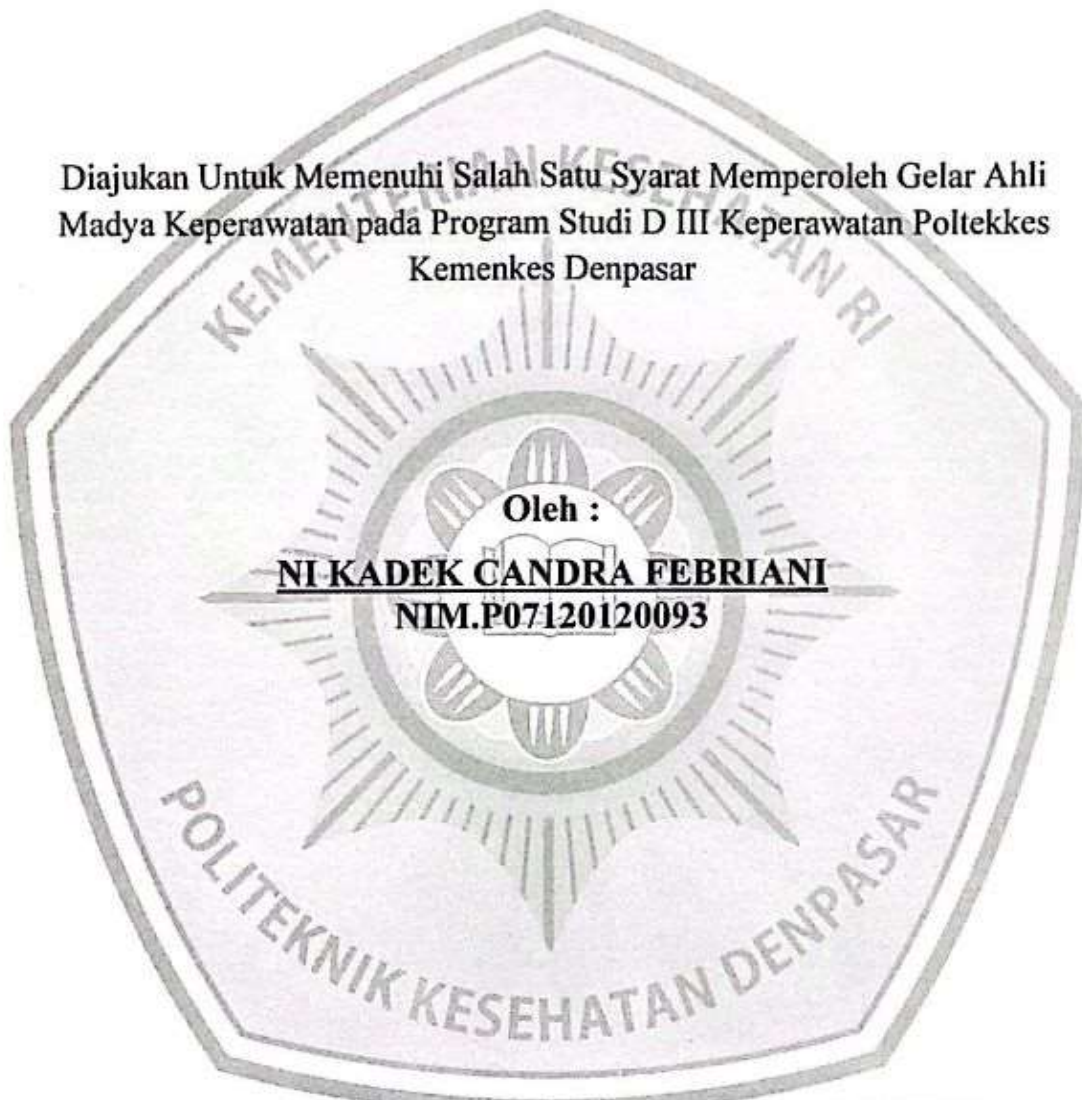 Diajukan Untuk Memenuhi Salah Satu Syarat Memperoleh Gelar Ahli
Madya Keperawatan pada Program Studi D III Keperawatan Poltekkes
Kemenkes Denpasar
KEMENTERIAN KESEHATAN RI
Oleh :
NI KADEK CANDRA FEBRIANI
NIM.P07120120093
POLITEKNIK KESEHATAN DENPASAR